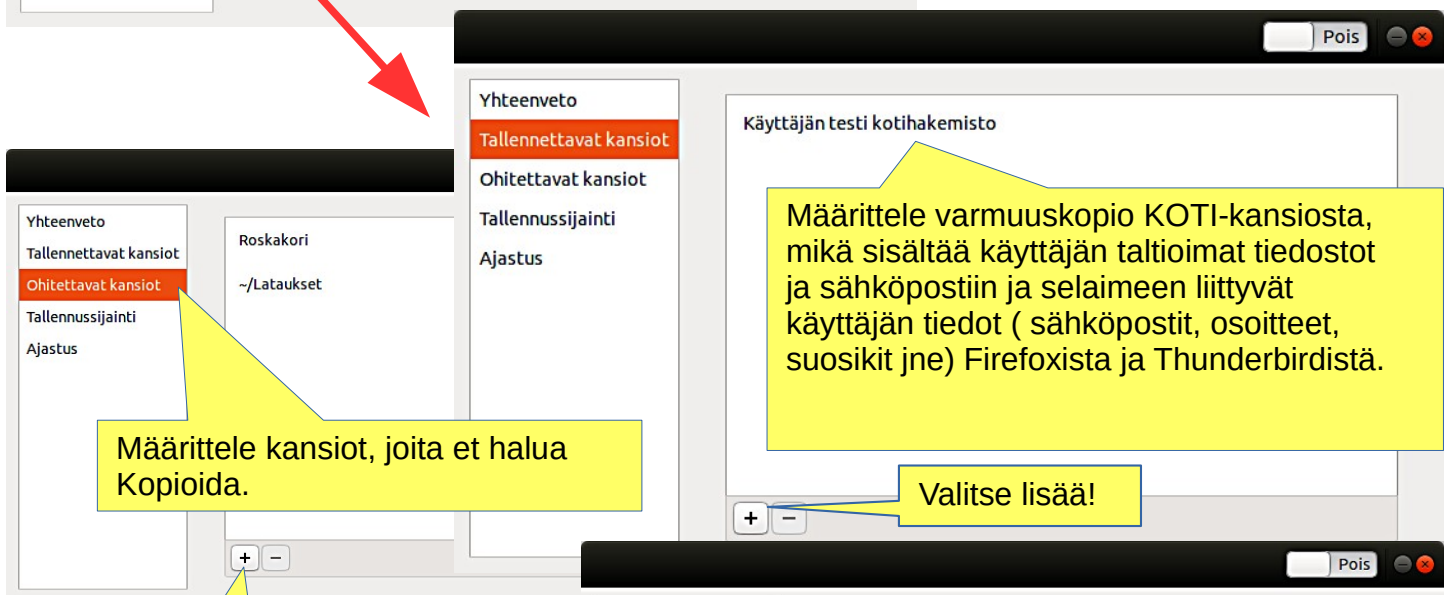 Pois
Yhteenveto
Tallennettavat kansiot
Ohitettavat kansiot
Tallennussijainti
Ajastus
Käyttäjän testi kotihakemisto
Määrittele varmuuskopio KOTI-kansiosta,
mikä sisältää käyttäjän taltioimat tiedostot
ja sähköpostiin ja selaimeen liittyvät
käyttäjän tiedot ( sähköpostit, osoitteet,
suosikit jne) Firefoxista ja Thunderbirdistä.
Valitse lisää!
+ −
Yhteenveto
Tallennettavat kansiot
Ohitettavat kansiot
Tallennussijainti
Ajastus
Roskakori
~/Lataukset
Määrittele kansiot, joita et halua
Kopioida.
+ −
Pois